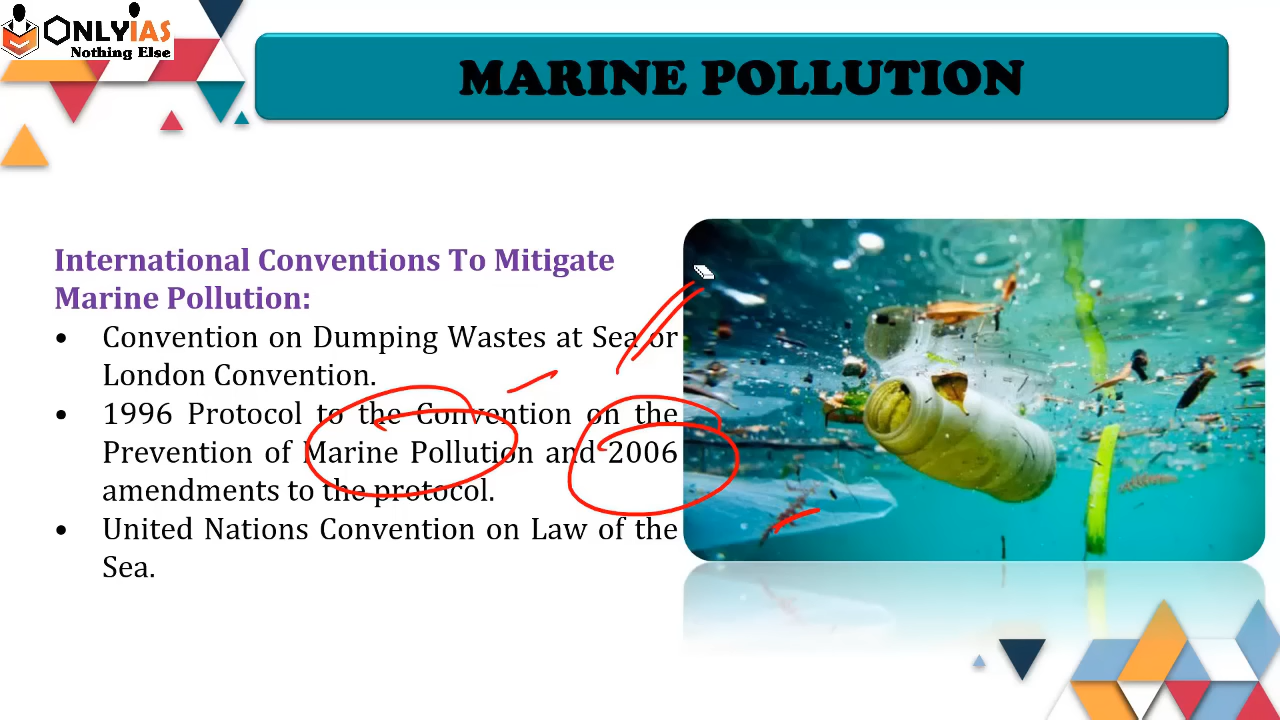 ONLYIAS
Nothing Else
MARINE POLLUTION
International Conventions To Mitigate
Marine Pollution:
• Convention on Dumping Wastes at Sea or
London Convention.
• 1996 Protocol to the Convention on the
Prevention of Marine Pollution and 2006
amendments to the protocol.
• United Nations Convention on Law of the
Sea.